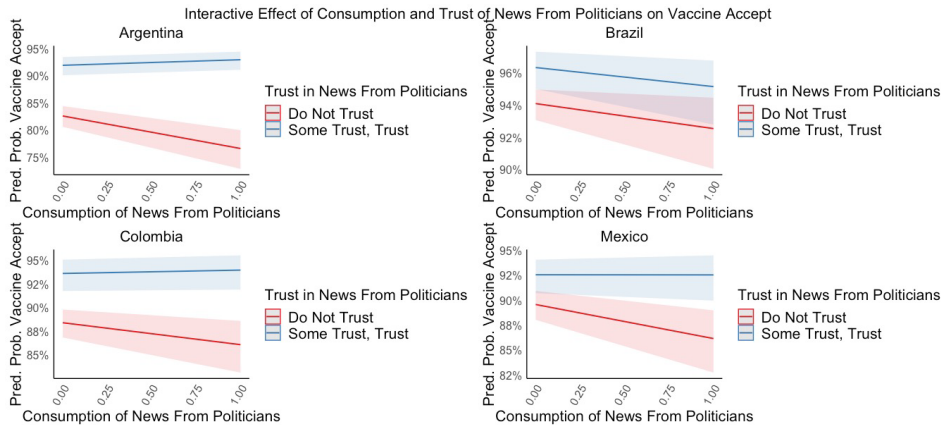 Interactive Effect of Consumption and Trust of News From Politicians on Vaccine Accept
Argentina
Pred. Prob. Vaccine Accept
95%
90%
85%
80%
75%
0.00 0.25 0.50 0.75 1.00
Consumption of News From Politicians
Trust in News From Politicians
Do Not Trust
Some Trust, Trust
Brazil
Pred. Prob. Vaccine Accept
96%
94%
92%
90%
0.00 0.25 0.50 0.75 1.00
Consumption of News From Politicians
Trust in News From Politicians
Do Not Trust
Some Trust, Trust
Colombia
Pred. Prob. Vaccine Accept
95%
92%
90%
88%
85%
0.00 0.25 0.50 0.75 1.00
Consumption of News From Politicians
Trust in News From Politicians
Do Not Trust
Some Trust, Trust
Mexico
Pred. Prob. Vaccine Accept
95%
92%
90%
88%
85%
82%
0.00 0.25 0.50 0.75 1.00
Consumption of News From Politicians
Trust in News From Politicians
Do Not Trust
Some Trust, Trust